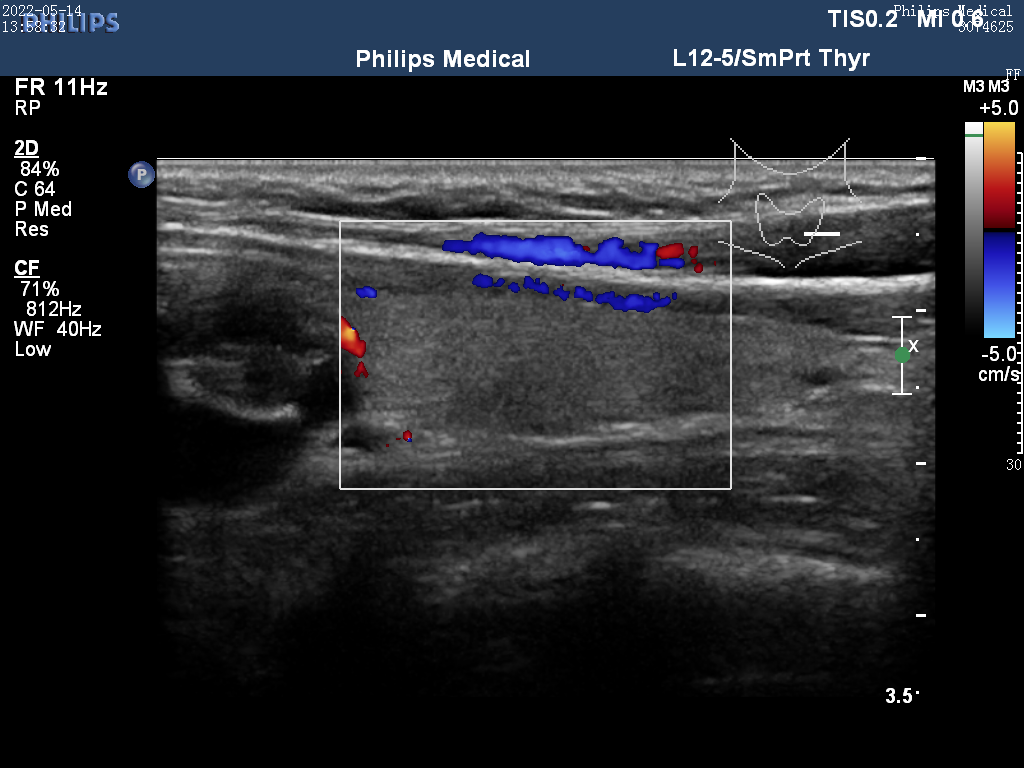 2022-05-14
PHILIPS
13:58:32
TIS0.2 MI 0.6
Philips Medical
Philips Medical
L12-5/SmPrt Thyr
FF
FR 11Hz
RP
M3 M3
+5.0
2D
84%
C 64
P Med
Res
P
CF
71%
812Hz
WF 40Hz
Low
x
-5.0
cm/s
30
3.5